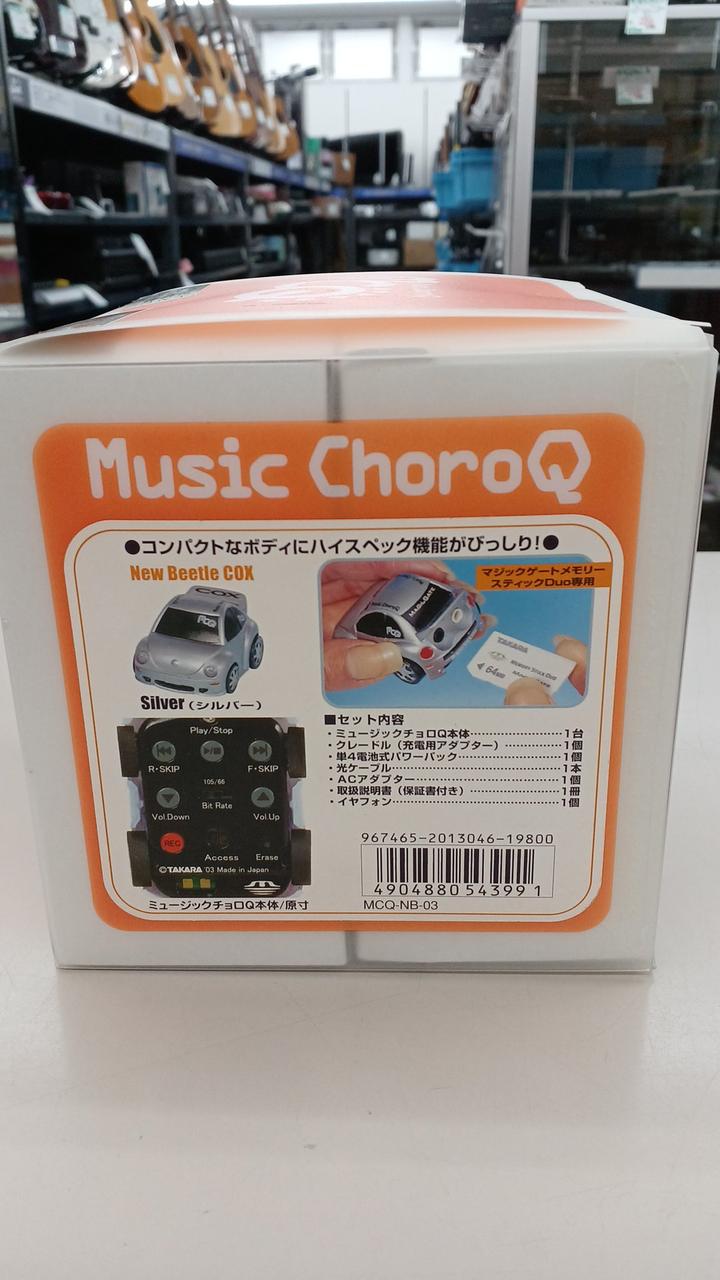 Music ChoroQ
●コンパクトなボディにハイスペック機能がびっしり!●
New Beetle COX
マジックゲートメモリー
スティックDuo専用
COX
MAGICGATE
TAKARA
64MB
Silver (シルバー)
Play/Stop
R•SKIP
F•SKIP
105/66
Bit Rate
Vol.Down
Vol.Up
REC
Access
Erase
©TAKARA '03 Made in Japan
ミュージックチョロQ本体/原寸
■セット内容
・ミュージックチョロQ本体……1台
・クレードル（充電用アダプター）……1個
・単4電池式パワーパック……1個
・光ケーブル……1本
・ACアダプター……1個
・取扱説明書（保証書付き）……1冊
・イヤフォン……1個
967465-2013046-19800
4904880543991
MCQ-NB-03